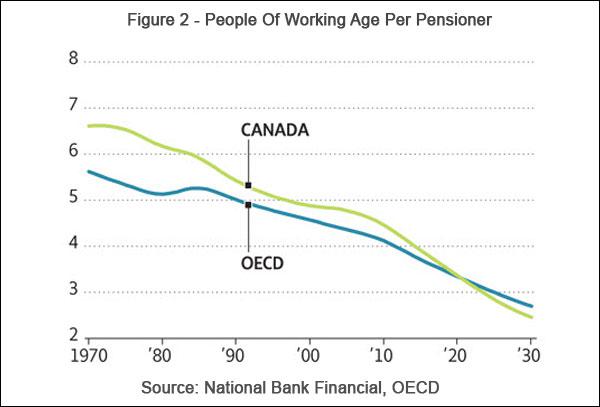 Figure 2 - People Of Working Age Per Pensioner
8
7
6
5
4
3
2
CANADA
OECD
1970 ’80 ’90 ’00 ’10 ’20 ’30
Source: National Bank Financial, OECD